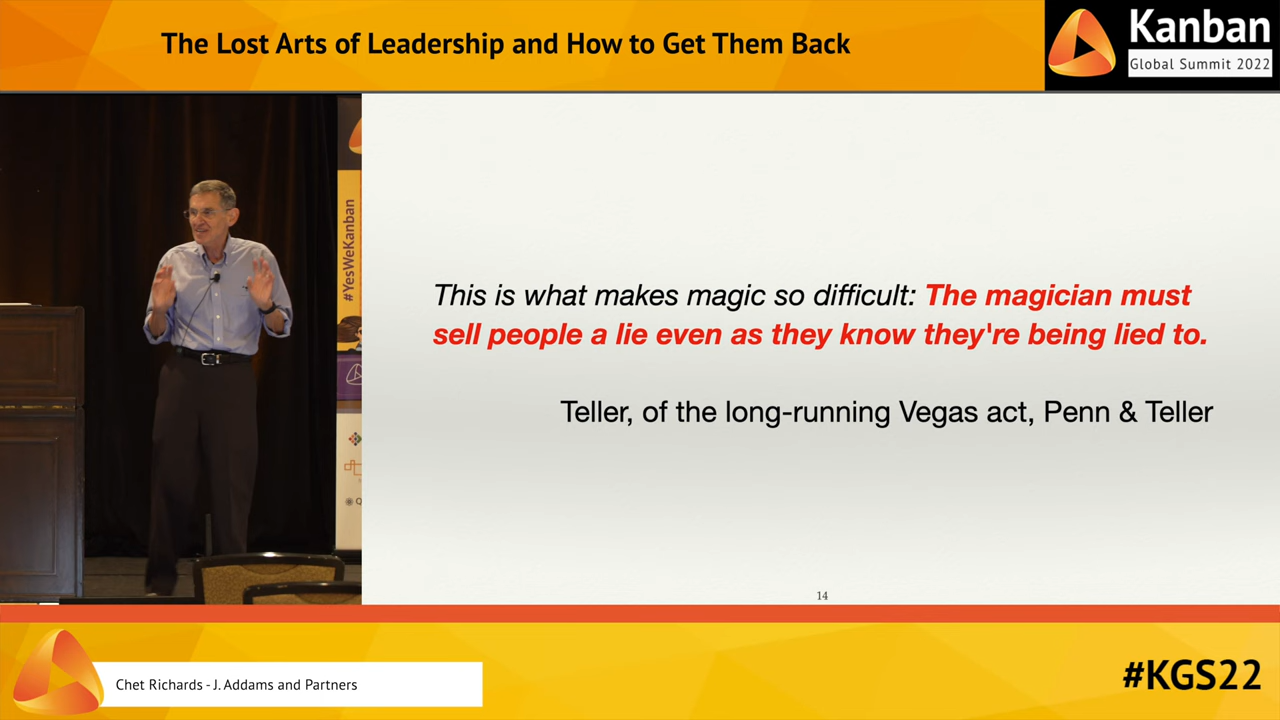 The Lost Arts of Leadership and How to Get Them Back
Kanban
Global Summit 2022
#YesWeKanban
This is what makes magic so difficult: The magician must
sell people a lie even as they know they're being lied to.
Teller, of the long-running Vegas act, Penn & Teller
14
Chet Richards - J. Addams and Partners
#KGS22